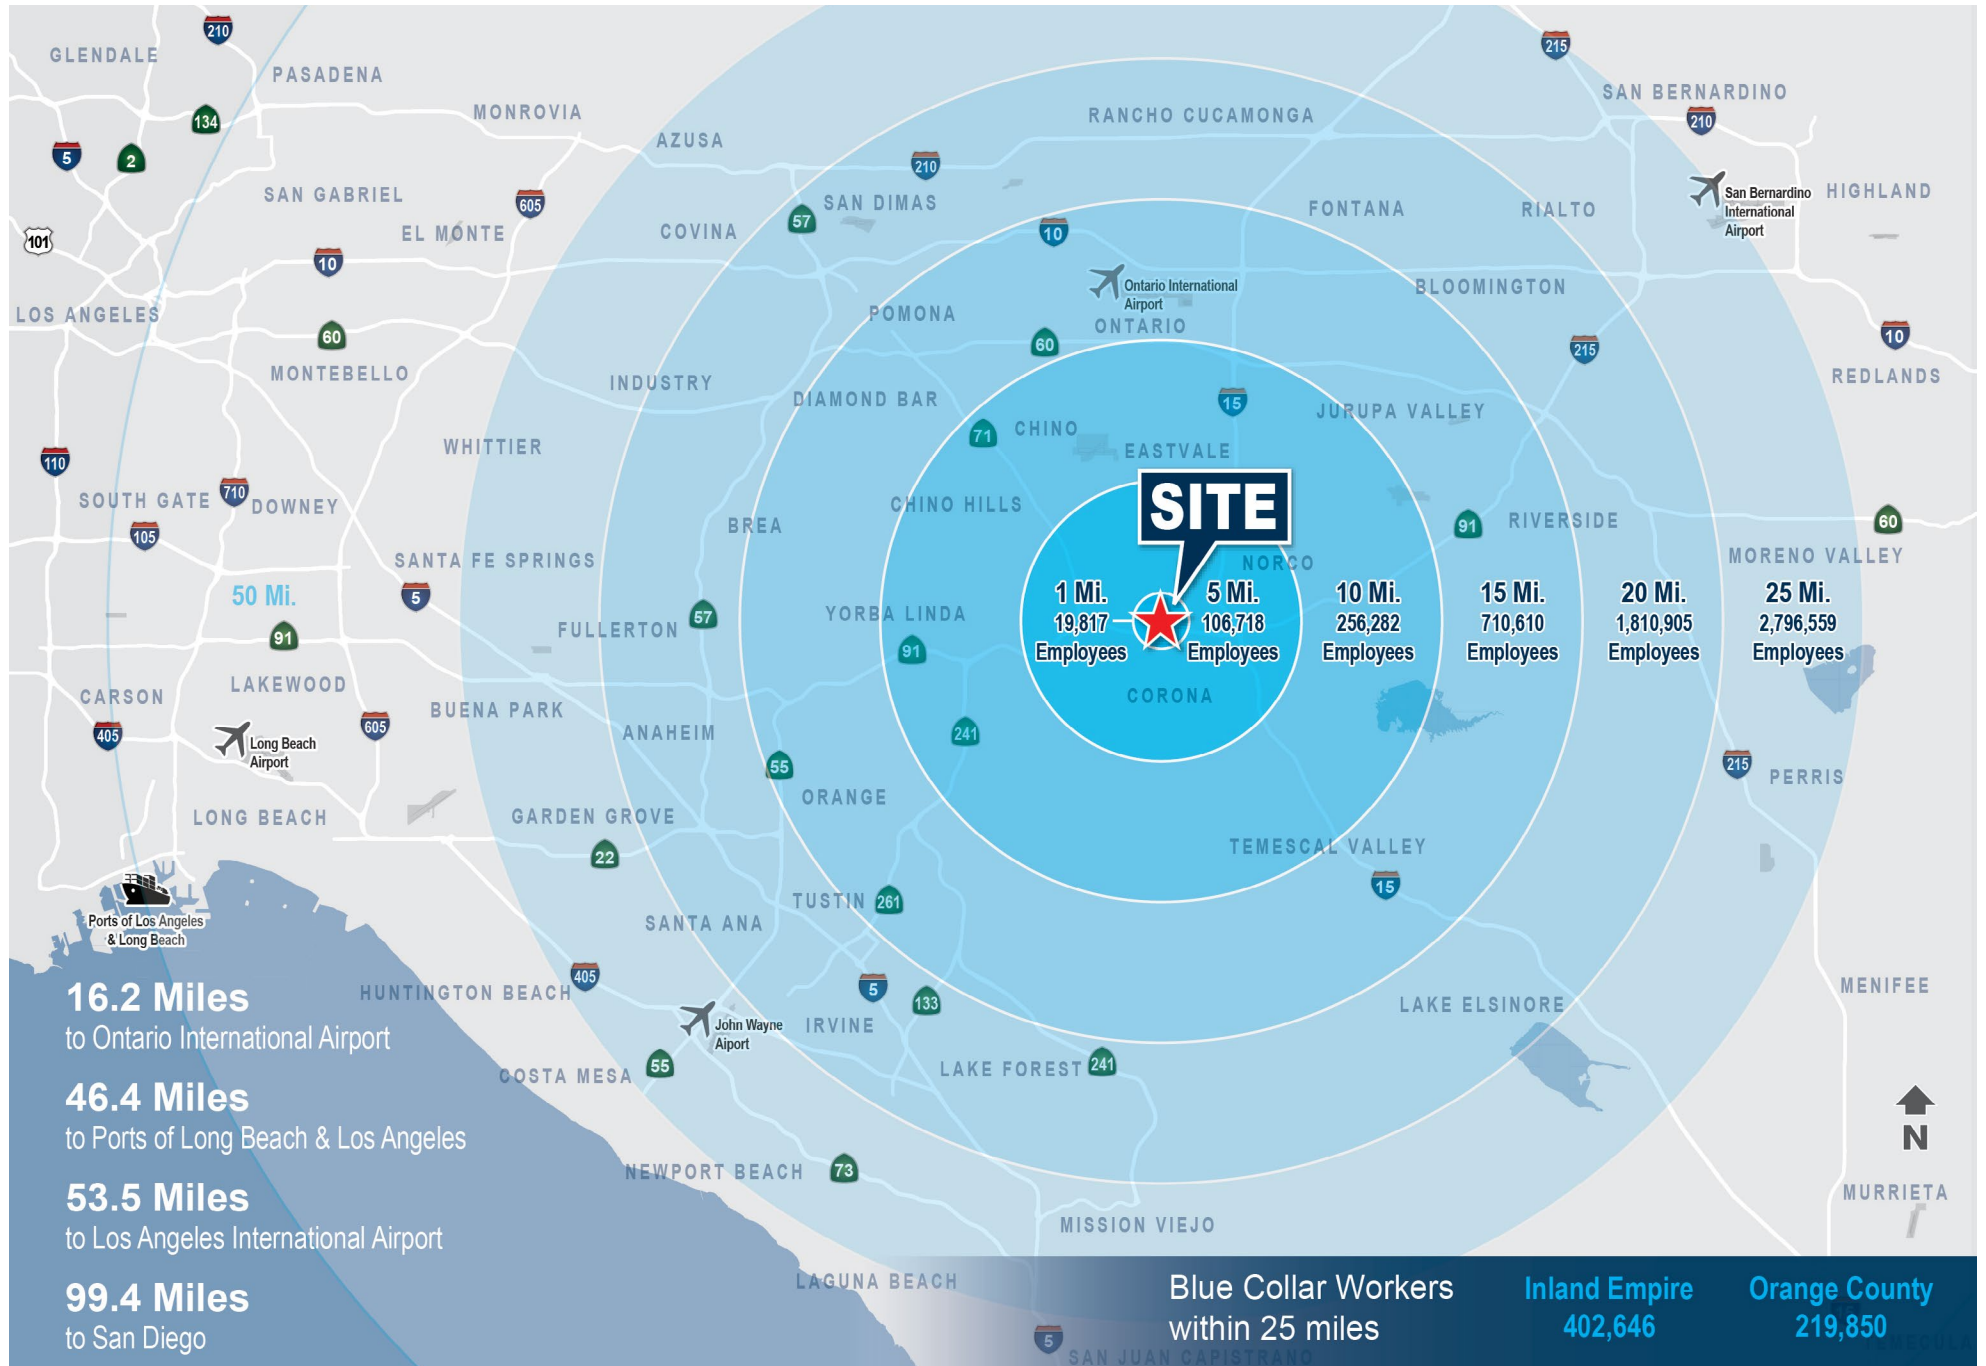 210
GLENDALE
PASADENA
215
SAN BERNARDINO
MONROVIA
134
RANCHO CUCAMONGA
210
AZUSA
5
2
210
SAN GABRIEL
605
SAN DIMAS
San Bernardino
International
Airport
HIGHLAND
FONTANA
RIALTO
57
EL MONTE
COVINA
10
101
10
Ontario International
Airport
BLOOMINGTON
LOS ANGELES
POMONA
ONTARIO
60
60
215
10
MONTEBELLO
INDUSTRY
REDLANDS
DIAMOND BAR
15
JURUPA VALLEY
71
CHINO
WHITTIER
EASTVALE
110
SOUTH GATE
710
DOWNEY
CHINO HILLS
SITE
BREA
91
RIVERSIDE
60
105
SANTA FE SPRINGS
NORCO
MORENO VALLEY
50 Mi.
5
1 Mi.
19,817
Employees
5 Mi.
106,718
Employees
10 Mi.
256,282
Employees
15 Mi.
710,610
Employees
20 Mi.
1,810,905
Employees
25 Mi.
2,796,559
Employees
91
FULLERTON
57
YORBA LINDA
91
CARSON
LAKEWOOD
BUENA PARK
CORONA
405
605
ANAHEIM
241
Long Beach
Airport
55
215
PERRIS
ORANGE
LONG BEACH
GARDEN GROVE
22
TEMESCAL VALLEY
15
TUSTIN
261
Ports of Los Angeles
& Long Beach
SANTA ANA
405
HUNTINGTON BEACH
5
133
MENIFEE
LAKE ELSINORE
John Wayne
Aiport
IRVINE
55
COSTA MESA
LAKE FOREST
241
N
NEWPORT BEACH
73
MURRIETA
MISSION VIEJO
LAGUNA BEACH
5
SAN JUAN CAPISTRANO
16.2 Miles
to Ontario International Airport
46.4 Miles
to Ports of Long Beach & Los Angeles
53.5 Miles
to Los Angeles International Airport
99.4 Miles
to San Diego
Blue Collar Workers
within 25 miles
Inland Empire
402,646
Orange County
219,850